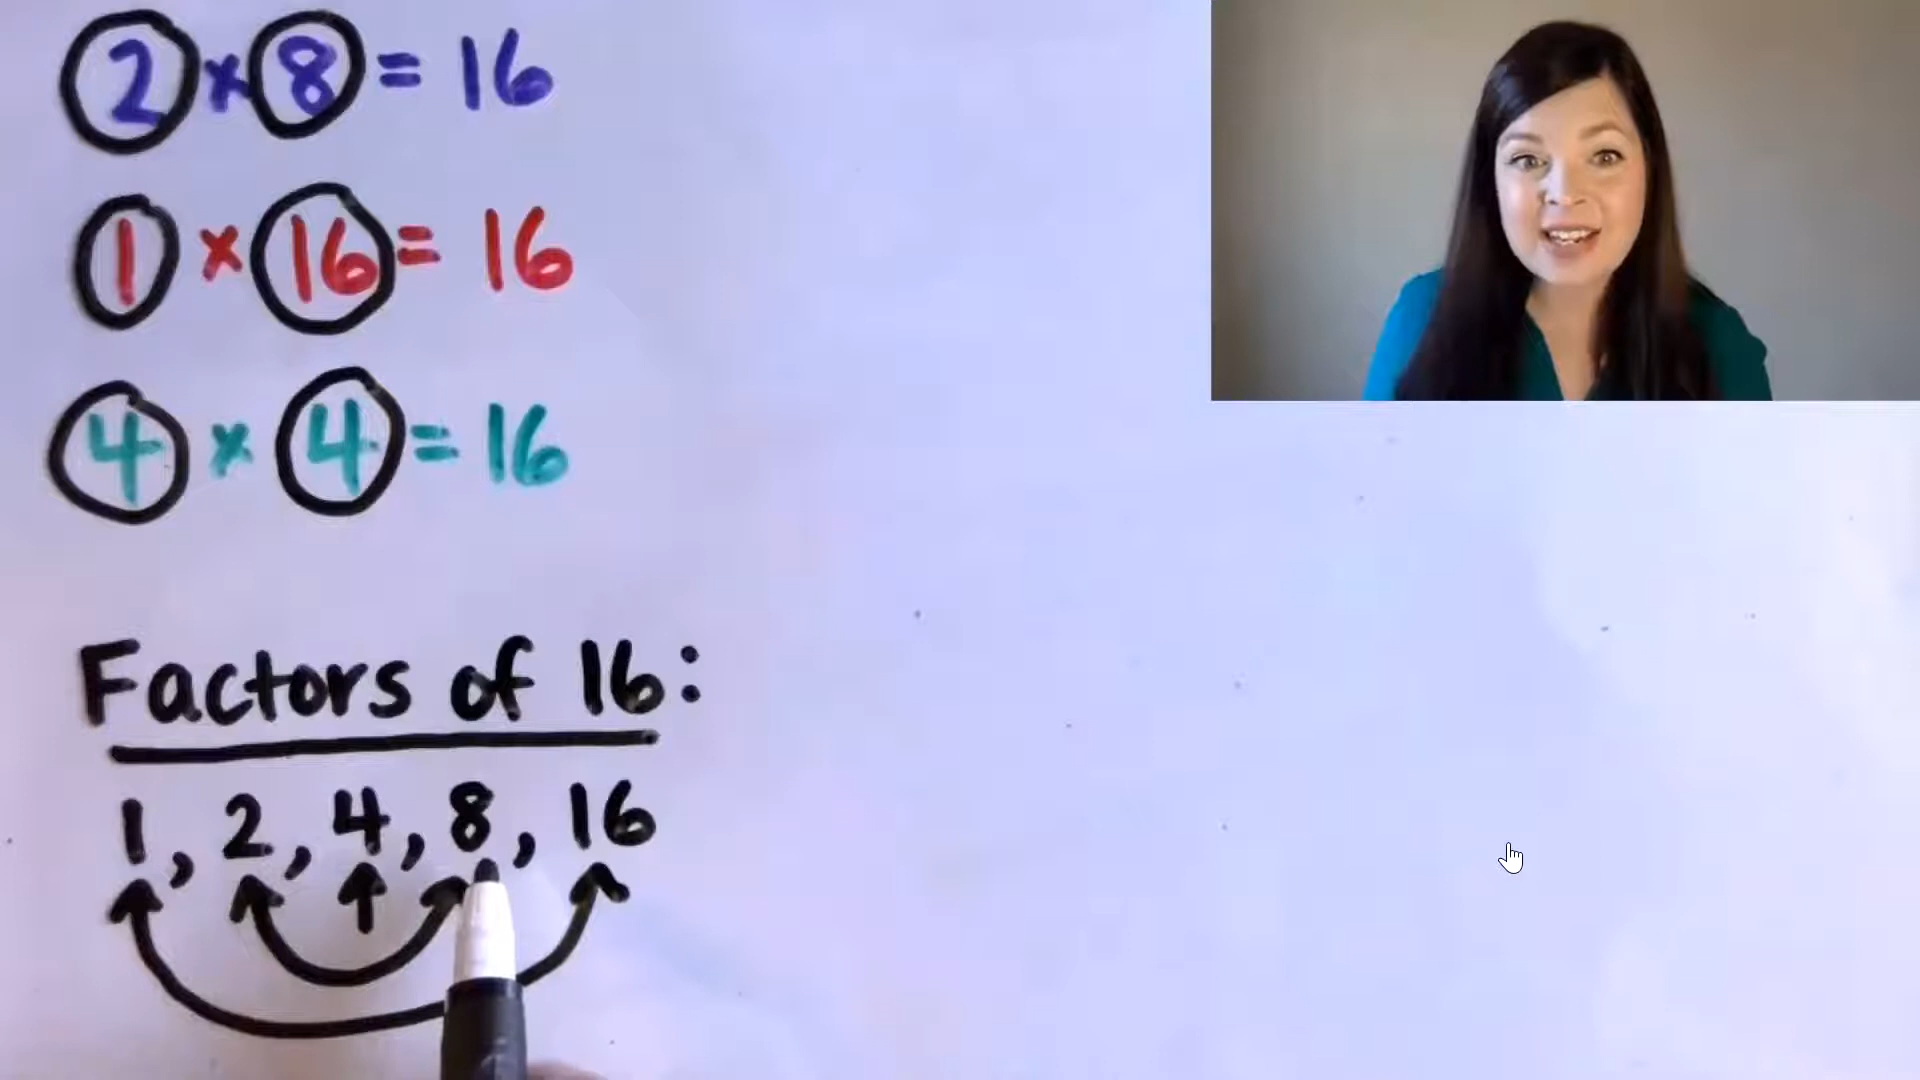 2 × 8 = 16
1 × 16 = 16
4 × 4 = 16
Factors of 16:
1, 2, 4, 8, 16